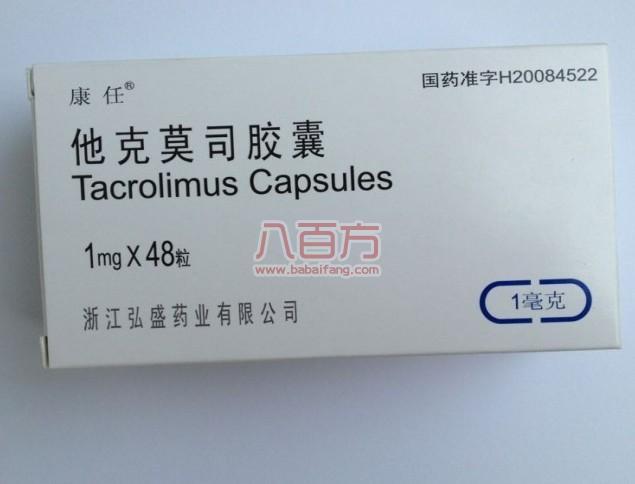 康任®
国药准字H20084522
他克莫司胶囊
Tacrolimus Capsules
八百方
www.babaifang.com
1mg X 48粒
1毫克
浙江弘盛药业有限公司